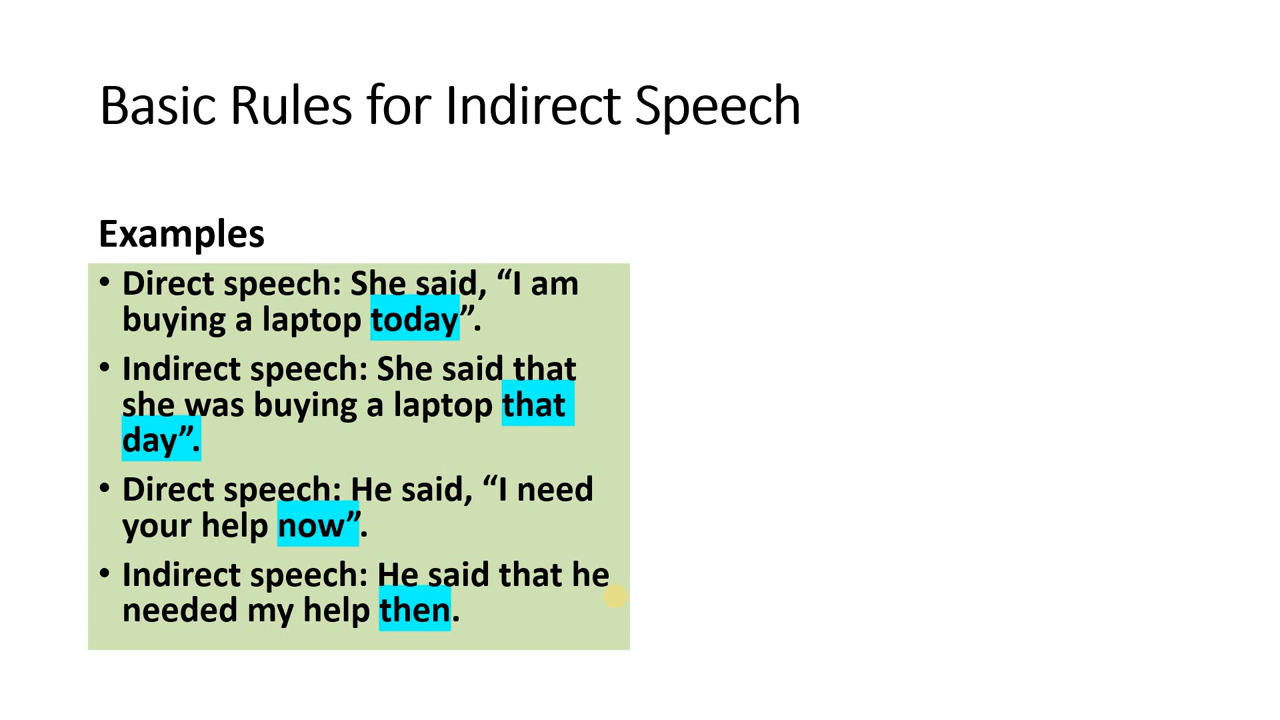 Basic Rules for Indirect Speech
Examples
• Direct speech: She said, “I am
buying a laptop today”.
• Indirect speech: She said that
she was buying a laptop that
day”.
• Direct speech: He said, “I need
your help now”.
• Indirect speech: He said that he
needed my help then.